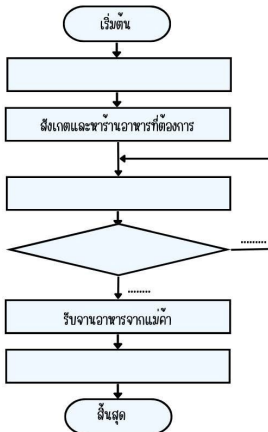 เริ่มต้น
สังเกตและหาร้านอาหารที่ต้องการ
.........
........
รับจานอาหารจากแม่ค้า
สิ้นสุด